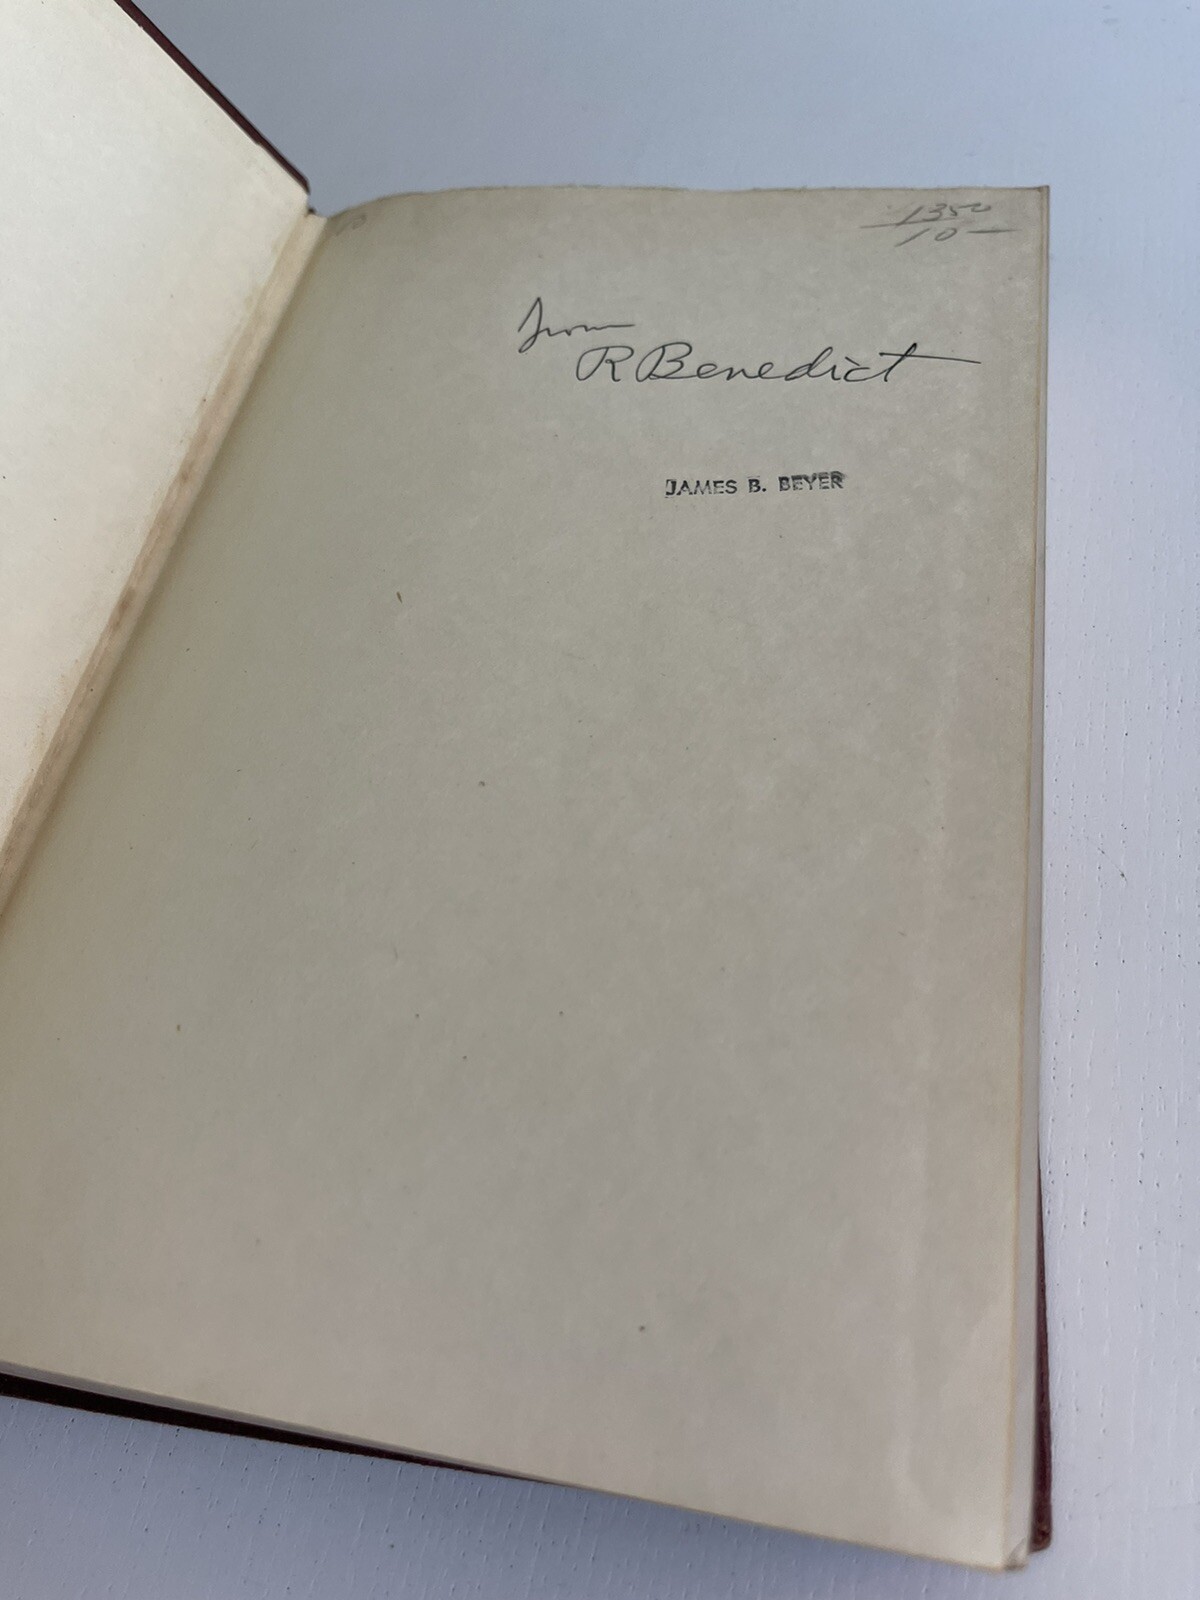 1350
10—
from
R Benedict
JAMES B. BEYER